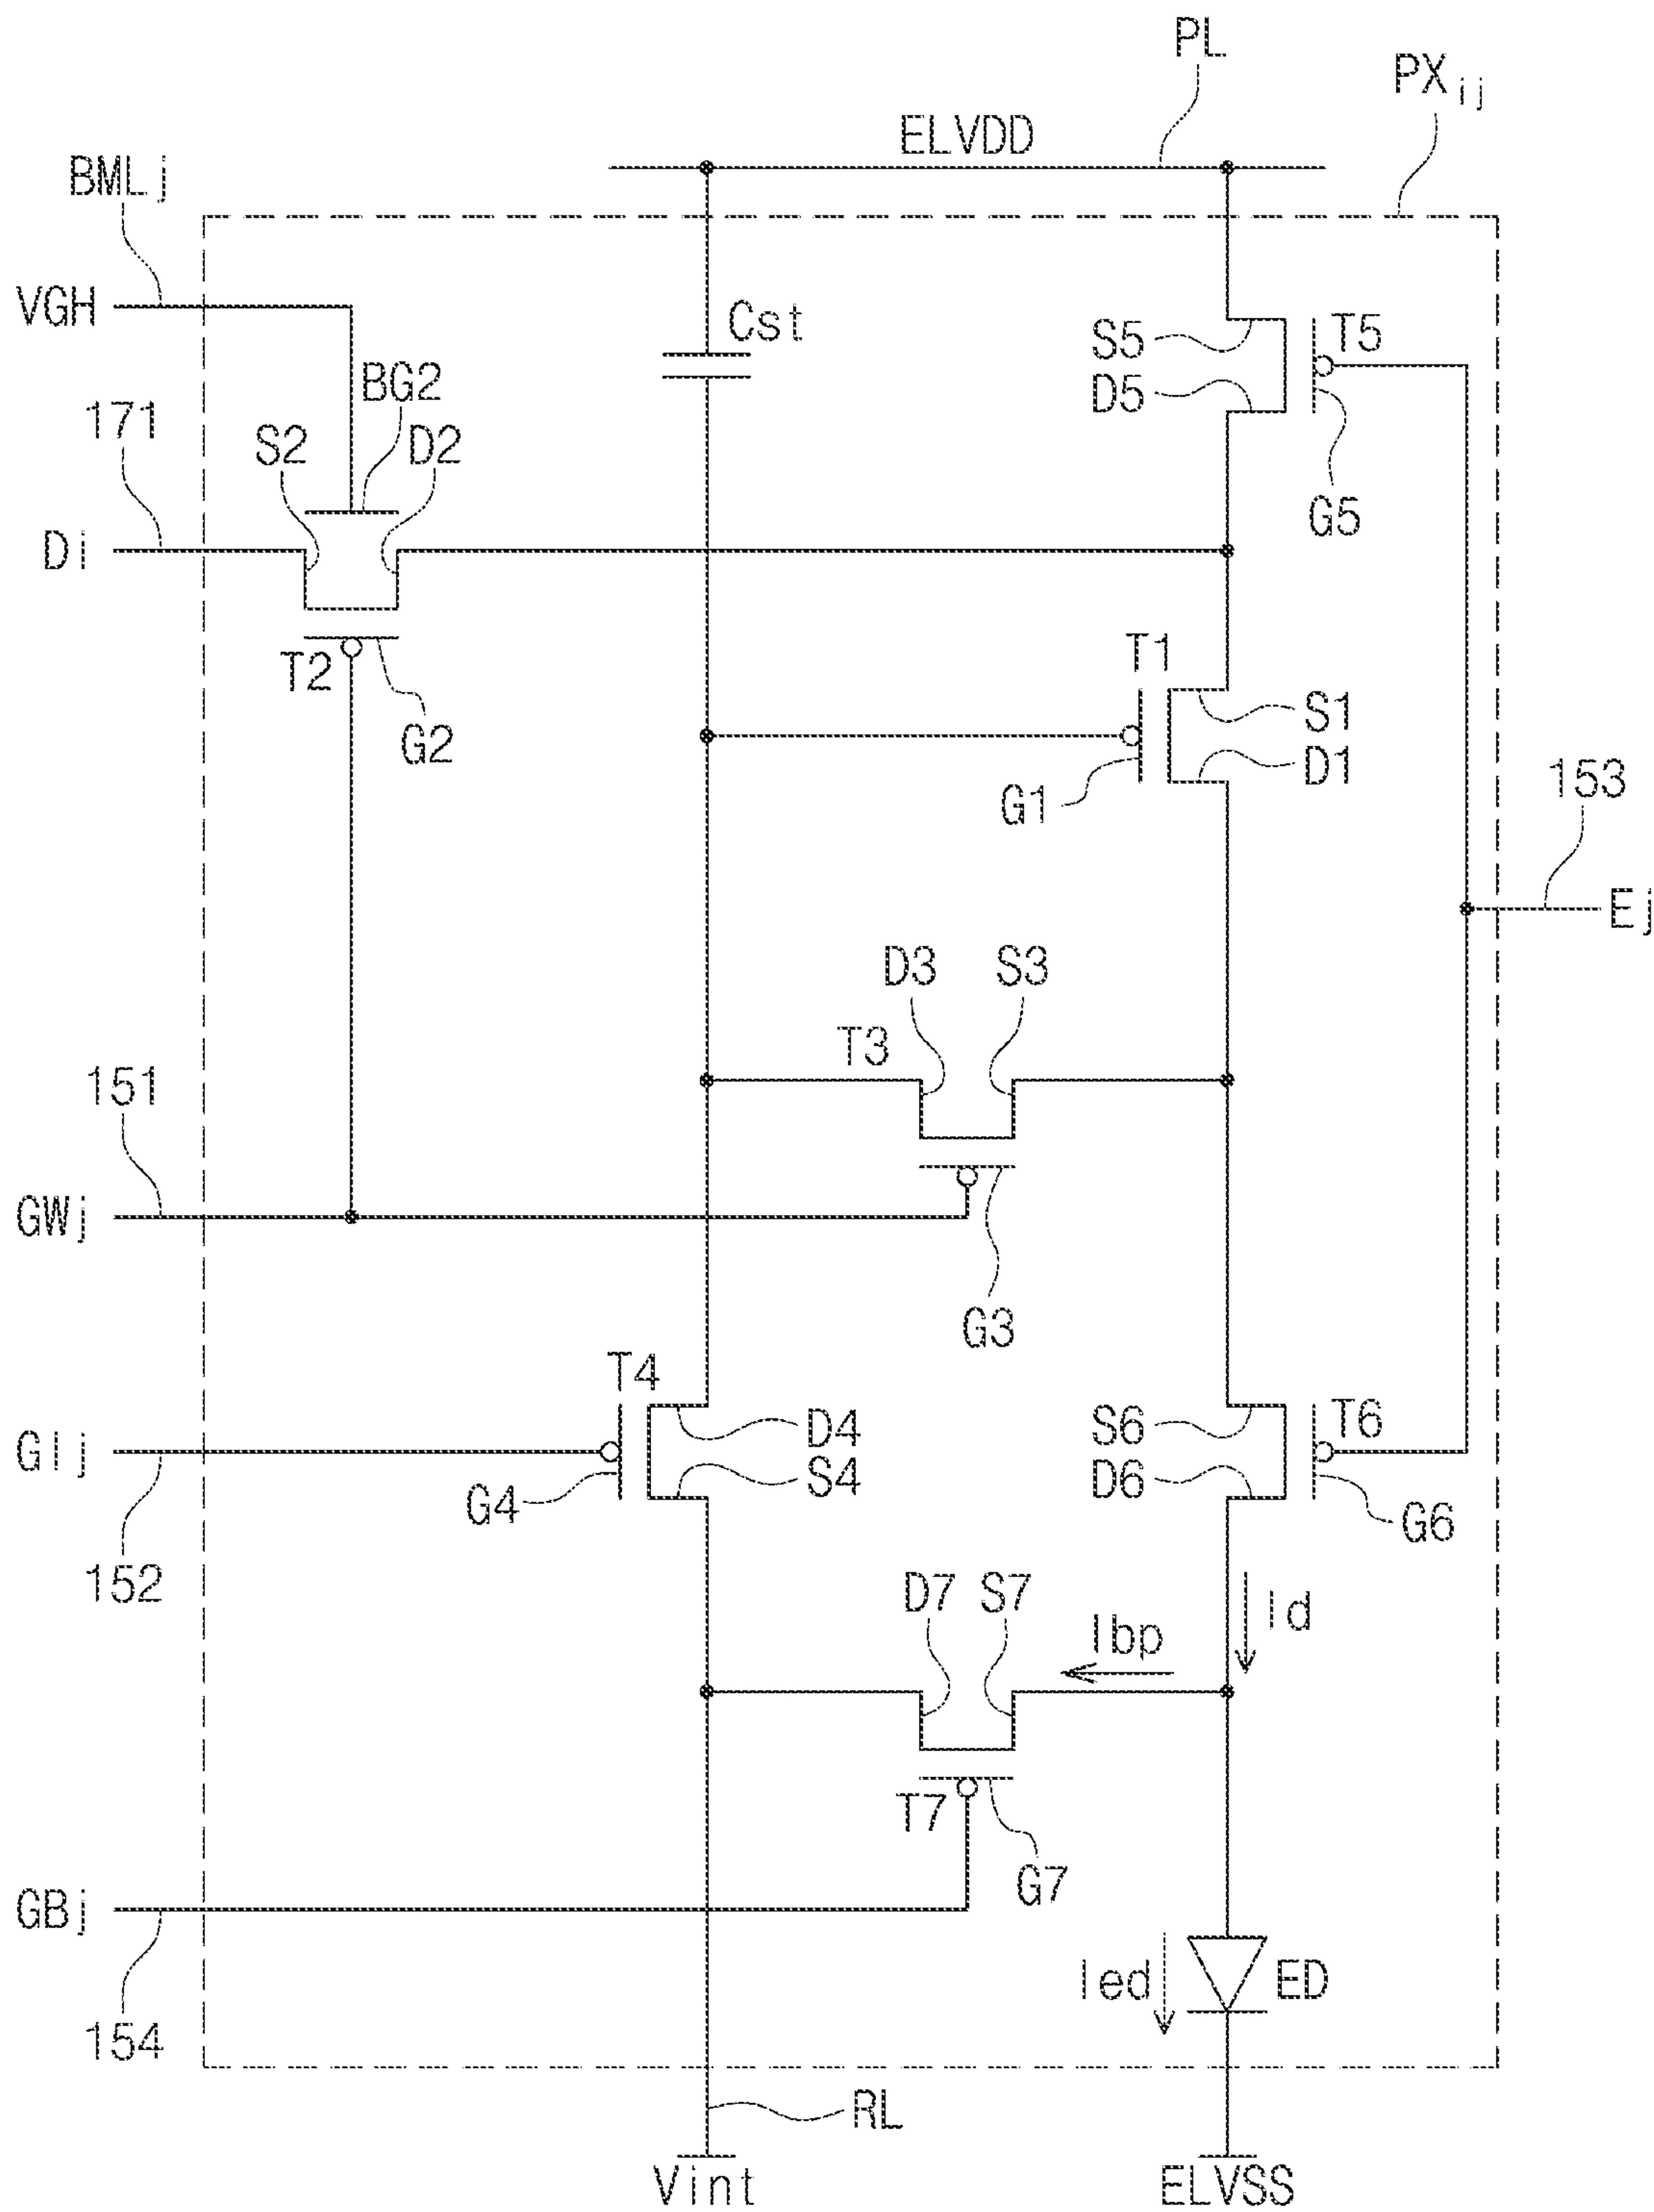 PL
PXij
ELVDD
BMLj
VGH
Cst
S5
T5
D5
BG2
171
S2
D2
G5
Di
T1
T2
S1
G2
D1
G1
153
Ej
D3
S3
T3
151
GWj
G3
T4
D4
S6
T6
GIj
S4
D6
G4
G6
152
D7
S7
Id
Ibp
T7
G7
GBj
Ied
ED
154
RL
Vint
ELVSS